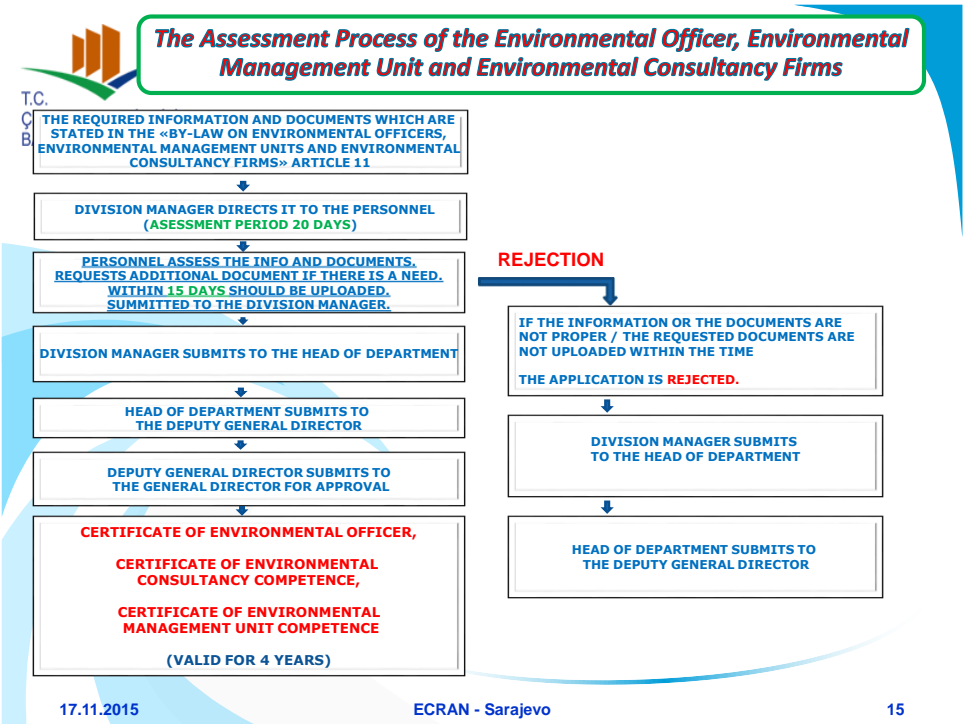 The Assessment Process of the Environmental Officer, Environmental
Management Unit and Environmental Consultancy Firms
T.C.
THE REQUIRED INFORMATION AND DOCUMENTS WHICH ARE
STATED IN THE «BY-LAW ON ENVIRONMENTAL OFFICERS,
ENVIRONMENTAL MANAGEMENT UNITS AND ENVIRONMENTAL
CONSULTANCY FIRMS» ARTICLE 11
DIVISION MANAGER DIRECTS IT TO THE PERSONNEL
(ASESSMENT PERIOD 20 DAYS)
PERSONNEL ASSESS THE INFO AND DOCUMENTS.
REQUESTS ADDITIONAL DOCUMENT IF THERE IS A NEED.
WITHIN 15 DAYS SHOULD BE UPLOADED.
SUMMITTED TO THE DIVISION MANAGER.
DIVISION MANAGER SUBMITS TO THE HEAD OF DEPARTMENT
HEAD OF DEPARTMENT SUBMITS TO
THE DEPUTY GENERAL DIRECTOR
DEPUTY GENERAL DIRECTOR SUBMITS TO
THE GENERAL DIRECTOR FOR APPROVAL
CERTIFICATE OF ENVIRONMENTAL OFFICER,
CERTIFICATE OF ENVIRONMENTAL
CONSULTANCY COMPETENCE,
CERTIFICATE OF ENVIRONMENTAL
MANAGEMENT UNIT COMPETENCE
(VALID FOR 4 YEARS)
REJECTION
IF THE INFORMATION OR THE DOCUMENTS ARE
NOT PROPER / THE REQUESTED DOCUMENTS ARE
NOT UPLOADED WITHIN THE TIME
THE APPLICATION IS REJECTED.
DIVISION MANAGER SUBMITS
TO THE HEAD OF DEPARTMENT
HEAD OF DEPARTMENT SUBMITS TO
THE DEPUTY GENERAL DIRECTOR
17.11.2015
ECRAN - Sarajevo
15